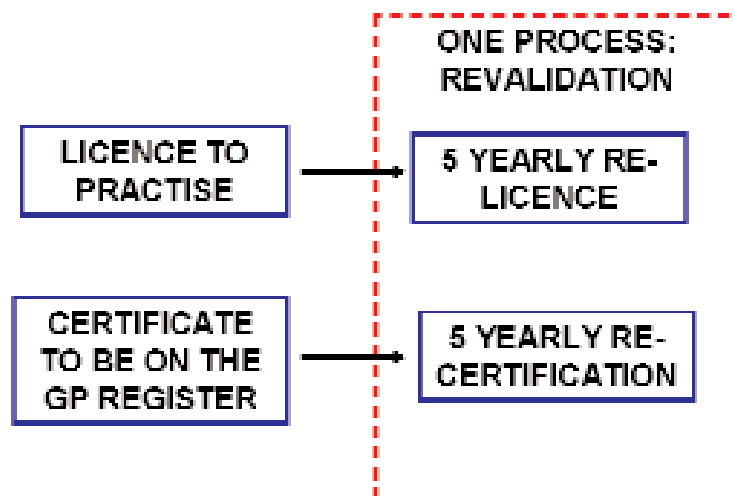 ONE PROCESS:
REVALIDATION
LICENCE TO
PRACTISE
5 YEARLY RE-
LICENCE
CERTIFICATE
TO BE ON THE
GP REGISTER
5 YEARLY RE-
CERTIFICATION